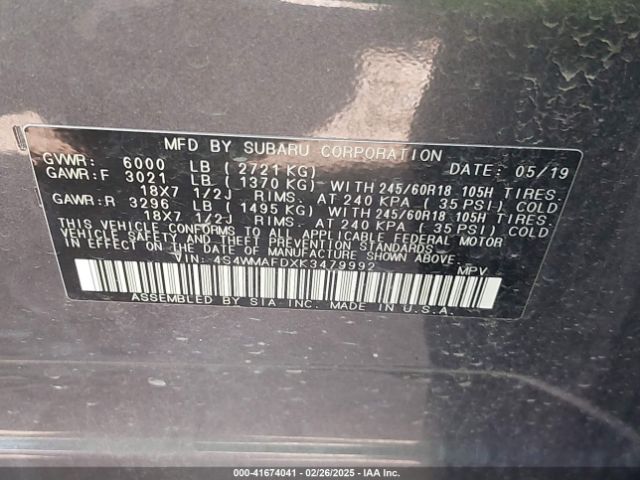 MFD BY SUBARU CORPORATION
GVWR: 6000 LB (2721 KG) DATE: 05/19
GAWR:F 3021 LB (1370 KG)-WITH 245/60R18 105H TIRES.
18X7 1/2J RIMS. AT 240 KPA (35 PSI) COLD
GAWR:R 3296 LB (1495 KG)-WITH 245/60R18 105H TIRES.
18X7 1/2J RIMS. AT 240 KPA (35 PSI) COLD
THIS VEHICLE CONFORMS TO ALL APPLICABLE FEDERAL MOTOR
VEHICLE SAFETY AND THEFT PREVENTION STANDARDS
IN EFFECT ON THE DATE OF MANUFACTURE SHOWN ABOVE.
VIN: 4S4WMAFDXK3479992 MPV
ASSEMBLED BY SIA INC. MADE IN U.S.A.
000-41674041 - 02/26/2025 - IAA Inc.